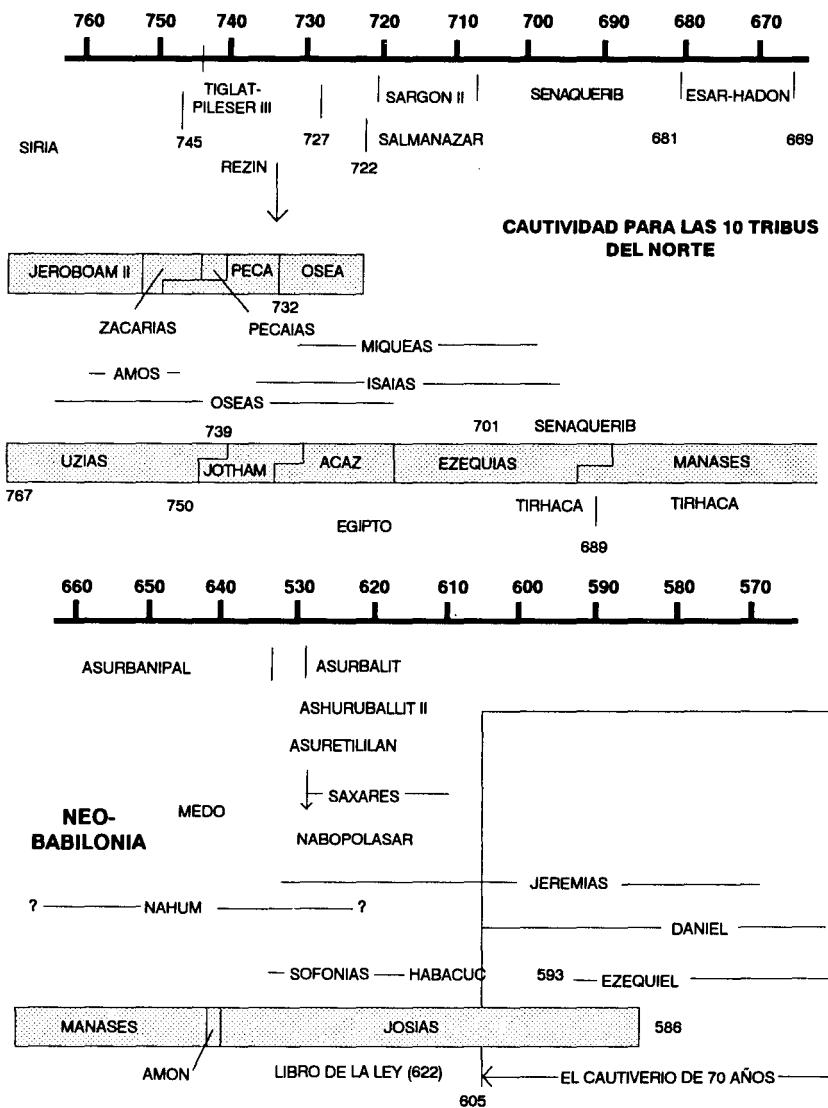 760 750 740 730 720 710 700 690 680 670
TIGLAT-
PILESER III
SARGON II SENAQUERIB ESAR-HADON
745 727 722 SALMANAZAR 681 669
SIRIA
REZIN
CAUTIVIDAD PARA LAS 10 TRIBUS
DEL NORTE
JEROBOAM II PECA OSEA
732
ZACARIAS PECAIAS
MIQUEAS
AMOS
ISAIAS
OSEAS
739 701 SENAQUERIB
UZIAS JOTHAM ACAZ EZEQUIAS MANASES
767 750 TIRHACA TIRHACA
EGIPTO
689
660 650 640 530 620 610 600 590 580 570
ASURBANIPAL ASURBALIT
ASHURUBALLIT II
ASURETILILAN
SAXARES
NEO-
BABILONIA
MEDO
NABOPOLASAR
JEREMIAS
? NAHUM ?
DANIEL
SOFONIAS HABACUC 593 EZEQUIEL
MANASES JOSIAS 586
AMON LIBRO DE LA LEY (622) EL CAUTIVERIO DE 70 AÑOS
605